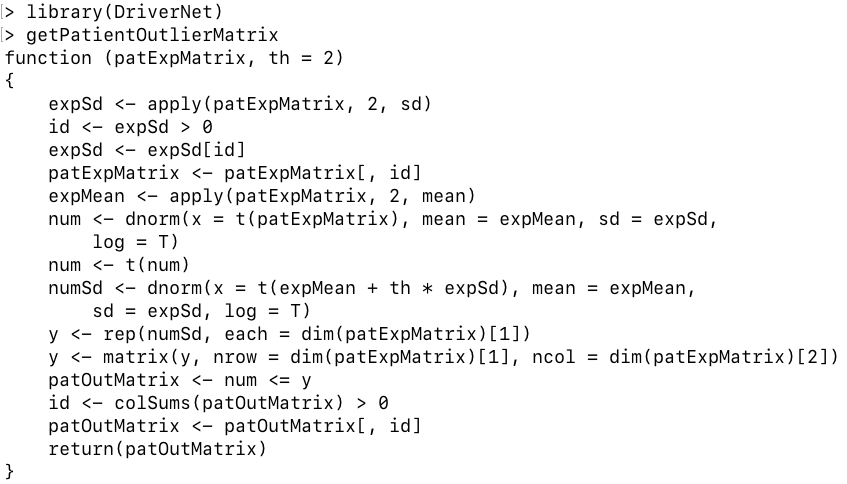 [> library(DriverNet)
[> getPatientOutlierMatrix
function (patExpMatrix, th = 2)
{
    expSd <- apply(patExpMatrix, 2, sd)
    id <- expSd > 0
    expSd <- expSd[id]
    patExpMatrix <- patExpMatrix[, id]
    expMean <- apply(patExpMatrix, 2, mean)
    num <- dnorm(x = t(patExpMatrix), mean = expMean, sd = expSd,
        log = T)
    num <- t(num)
    numSd <- dnorm(x = t(expMean + th * expSd), mean = expMean,
        sd = expSd, log = T)
    y <- rep(numSd, each = dim(patExpMatrix)[1])
    y <- matrix(y, nrow = dim(patExpMatrix)[1], ncol = dim(patExpMatrix)[2])
    patOutMatrix <- num <= y
    id <- colSums(patOutMatrix) > 0
    patOutMatrix <- patOutMatrix[, id]
    return(patOutMatrix)
}